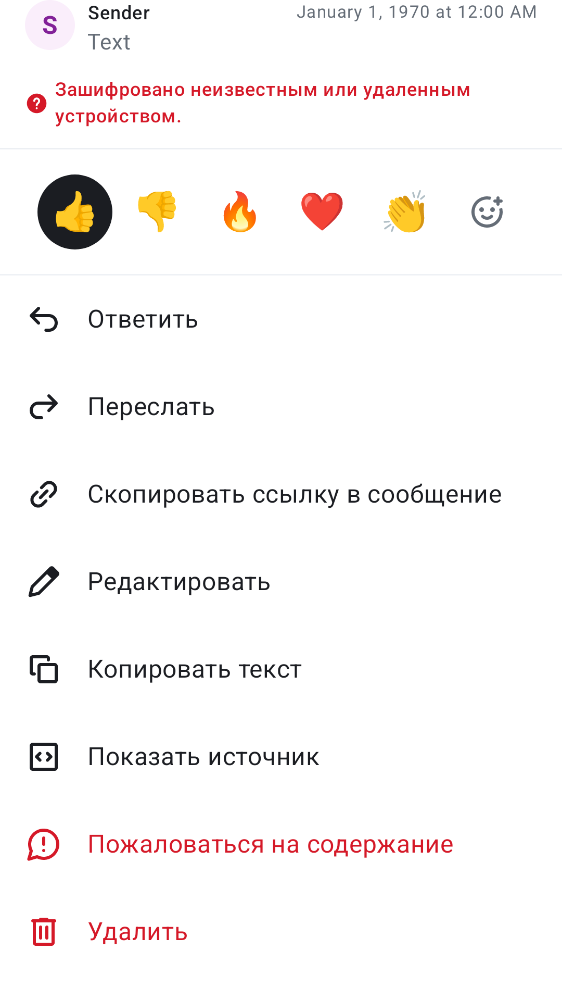 S
Sender
January 1, 1970 at 12:00 AM
Text
Зашифровано неизвестным или удаленным
устройством.
Ответить
Переслать
Скопировать ссылку в сообщение
Редактировать
Копировать текст
Показать источник
Пожаловаться на содержание
Удалить